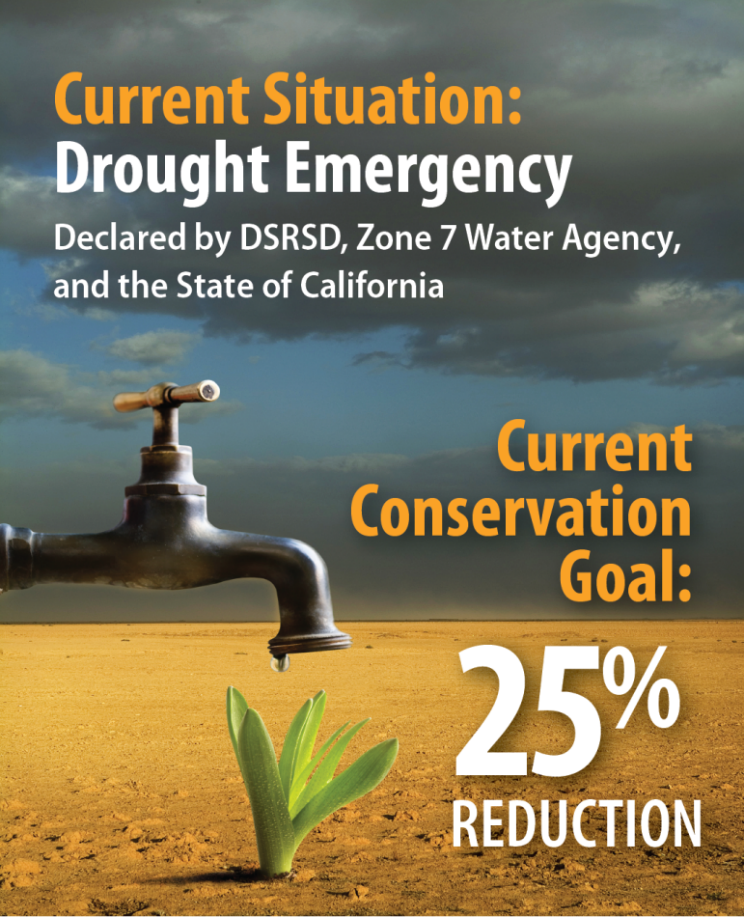 Current Situation:
Drought Emergency
Declared by DSRSD, Zone 7 Water Agency,
and the State of California
Current
Conservation
Goal:
25%
REDUCTION